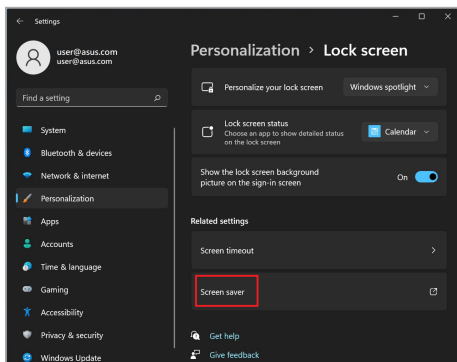 Settings
user@asus.com
user@asus.com
Find a setting
System
Bluetooth & devices
Network & internet
Personalization
Apps
Accounts
Time & language
Gaming
Accessibility
Privacy & security
Windows Update
Personalization > Lock screen
Personalize your lock screen
Windows spotlight
Lock screen status
Choose an app to show detailed status
on the lock screen
Calendar
Show the lock screen background
picture on the sign-in screen
On
Related settings
Screen timeout
Screen saver
Get help
Give feedback